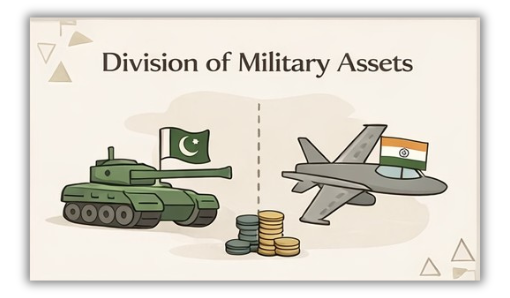 Division of Military Assets